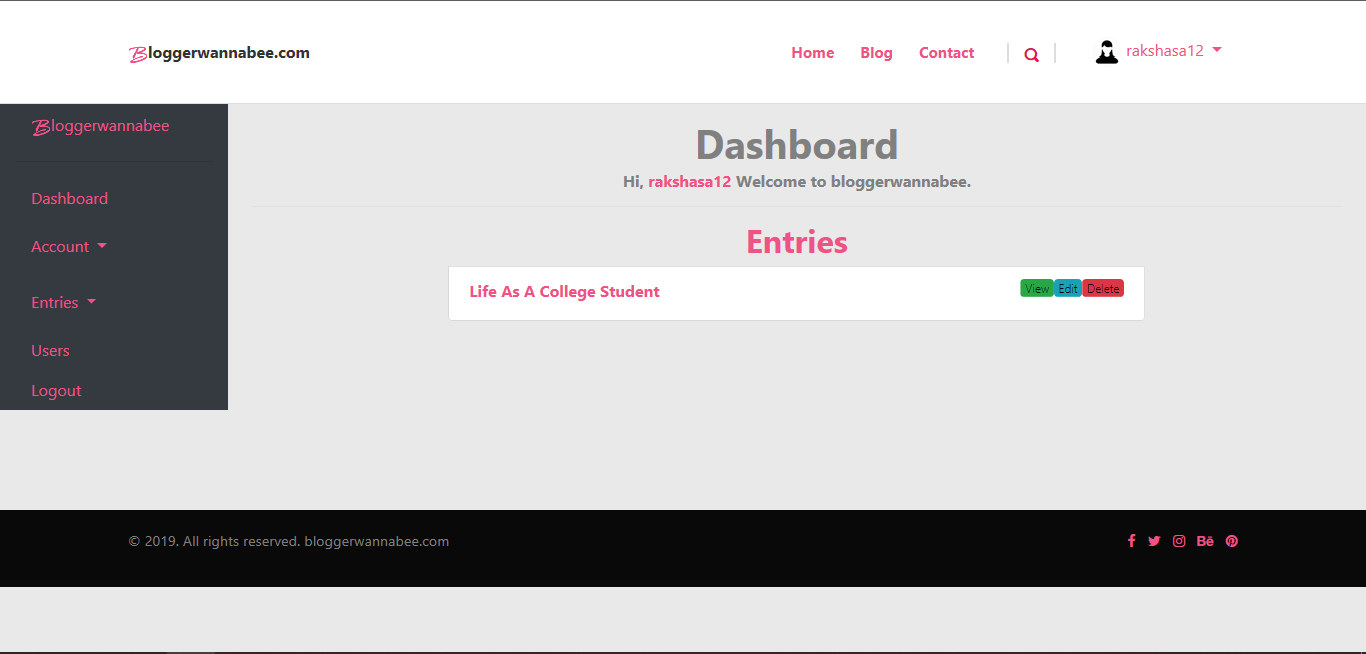 Bloggerwannabee.com
Home Blog Contact rakshasa12
Bloggerwannabee
Dashboard
Account
Entries
Users
Logout
Dashboard
Hi, rakshasa12 Welcome to bloggerwannabee.
Entries
Life As A College Student View Edit Delete
© 2019. All rights reserved. bloggerwannabee.com
Bē